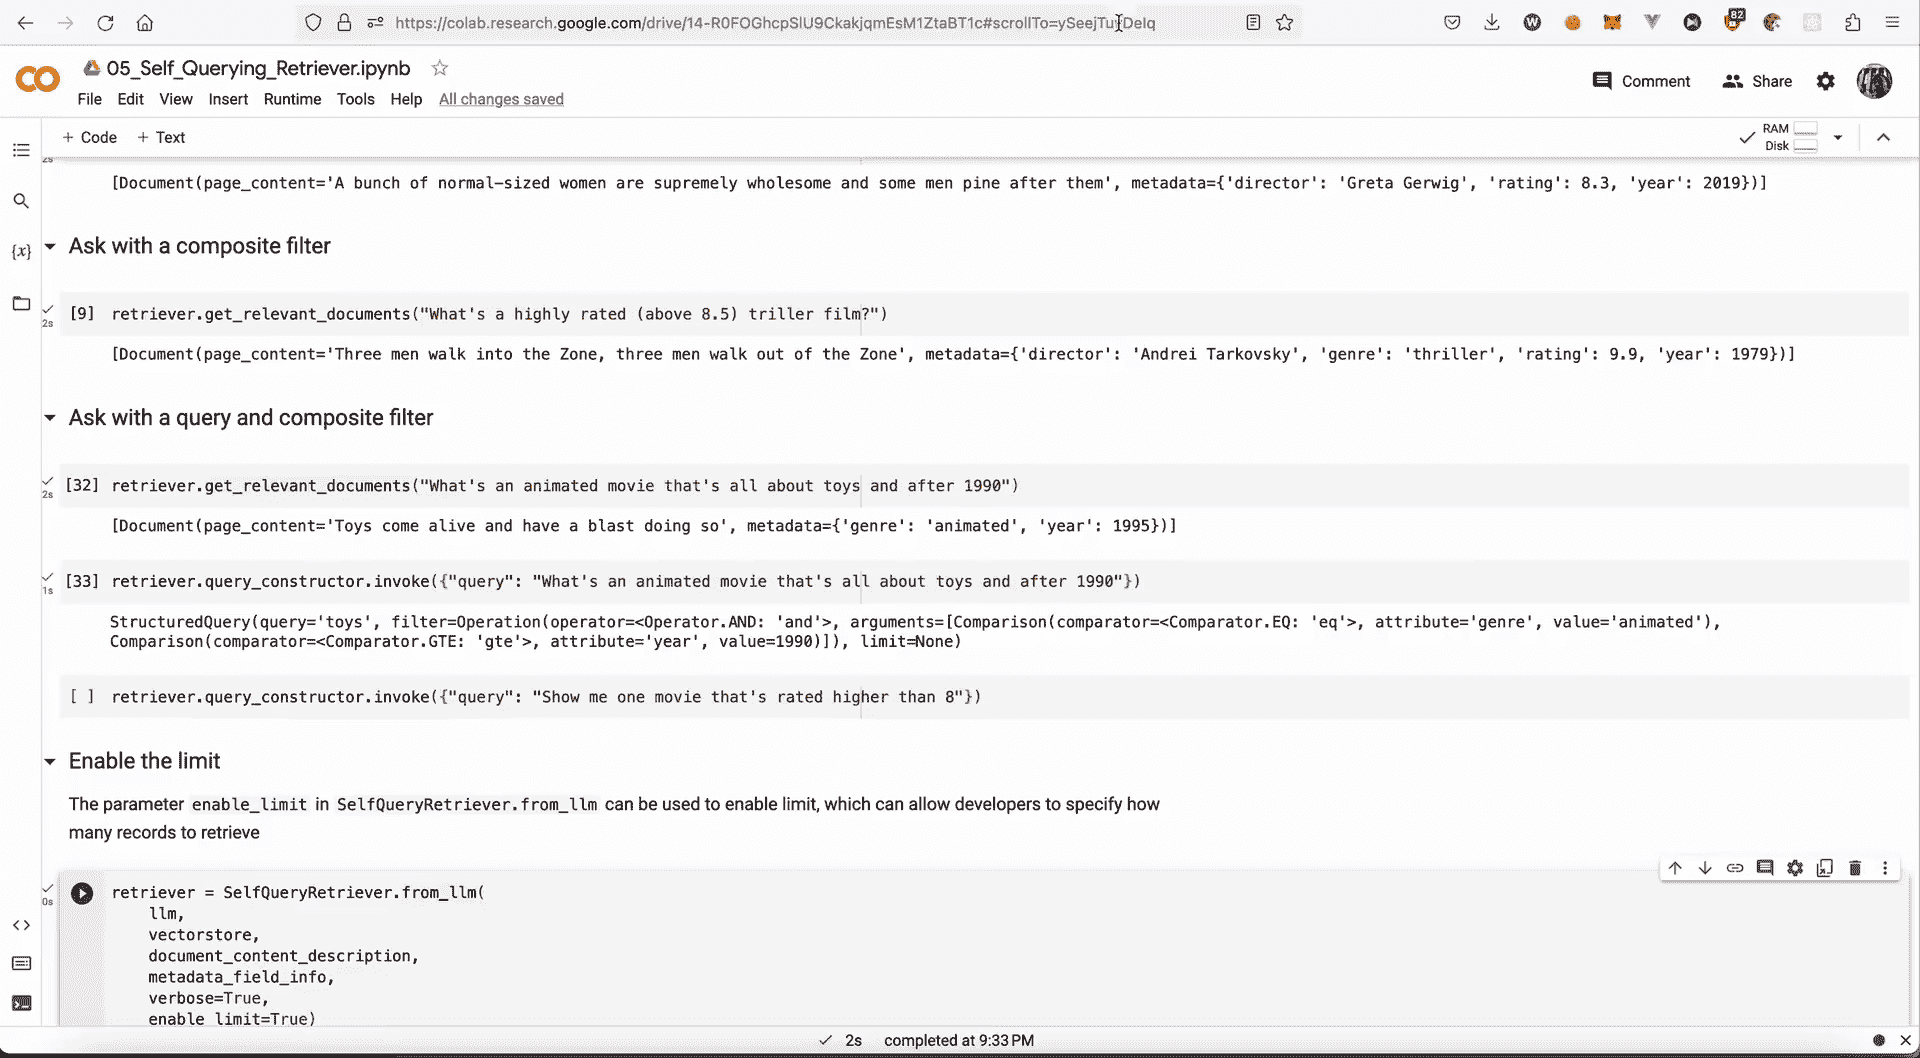 https://colab.research.google.com/drive/14-R0FOGhcpSlU9CkakjqmEsM1ZtaBT1c#scrollTo=ySeejTuyDeIq
82
CO
05_Self_Querying_Retriever.ipynb
File Edit View Insert Runtime Tools Help All changes saved
Comment Share
+ Code + Text
RAM
Disk
2s
[Document(page_content='A bunch of normal-sized women are supremely wholesome and some men pine after them', metadata={'director': 'Greta Gerwig', 'rating': 8.3, 'year': 2019})]
{x}
Ask with a composite filter
2s
[9] retriever.get_relevant_documents("What's a highly rated (above 8.5) triller film?")
[Document(page_content='Three men walk into the Zone, three men walk out of the Zone', metadata={'director': 'Andrei Tarkovsky', 'genre': 'thriller', 'rating': 9.9, 'year': 1979})]
Ask with a query and composite filter
2s
[32] retriever.get_relevant_documents("What's an animated movie that's all about toys and after 1990")
[Document(page_content='Toys come alive and have a blast doing so', metadata={'genre': 'animated', 'year': 1995})]
1s
[33] retriever.query_constructor.invoke({"query": "What's an animated movie that's all about toys and after 1990"})
StructuredQuery(query='toys', filter=Operation(operator=<Operator.AND: 'and'>, arguments=[Comparison(comparator=<Comparator.EQ: 'eq'>, attribute='genre', value='animated'),
Comparison(comparator=<Comparator.GTE: 'gte'>, attribute='year', value=1990)]), limit=None)
[ ] retriever.query_constructor.invoke({"query": "Show me one movie that's rated higher than 8"})
Enable the limit
The parameter enable_limit in SelfQueryRetriever.from_llm can be used to enable limit, which can allow developers to specify how
many records to retrieve
0s
retriever = SelfQueryRetriever.from_llm(
llm,
vectorstore,
document_content_description,
metadata_field_info,
verbose=True,
enable_limit=True)
2s completed at 9:33 PM